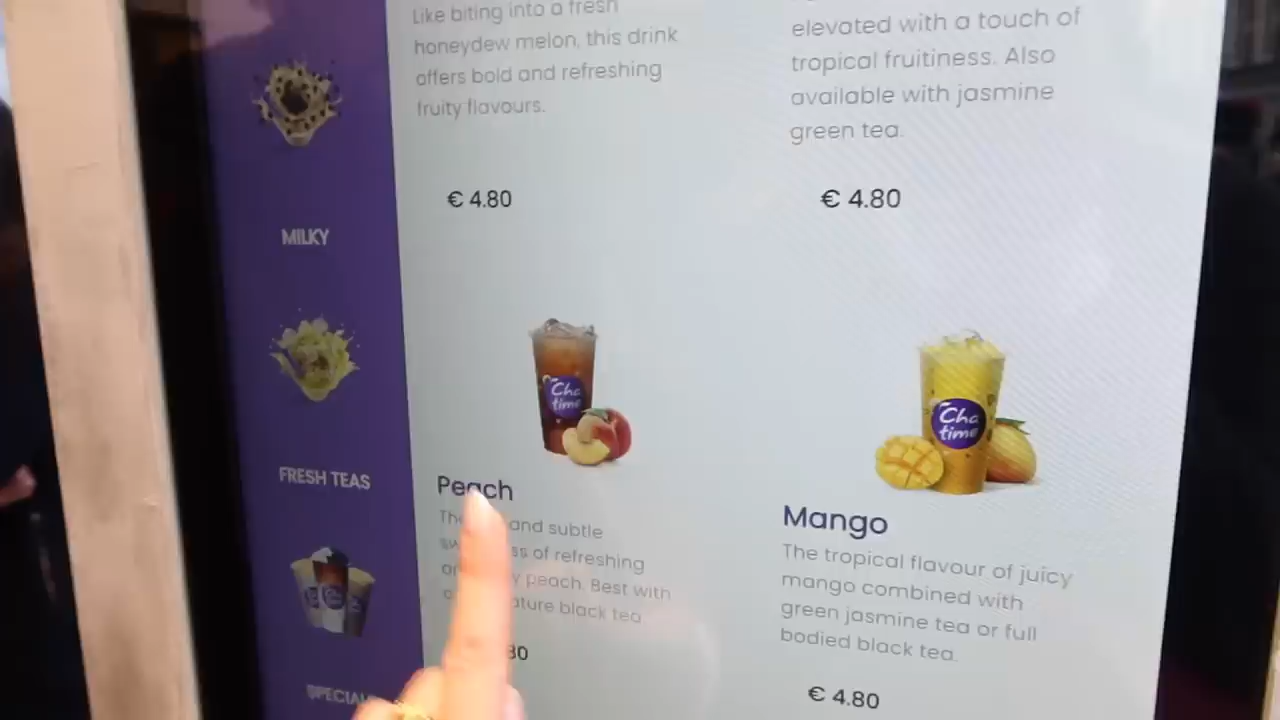 Like biting into a fresh
honeydew melon, this drink
offers bold and refreshing
fruity flavours.
€ 4.80
elevated with a touch of
tropical fruitiness. Also
available with jasmine
green tea.
€ 4.80
MILKY
FRESH TEAS
Cha
time
Peach
and subtle
of refreshing
peach. Best with
black tea
Cha
time
Mango
The tropical flavour of juicy
mango combined with
green jasmine tea or full
bodied black tea.
€ 4.80